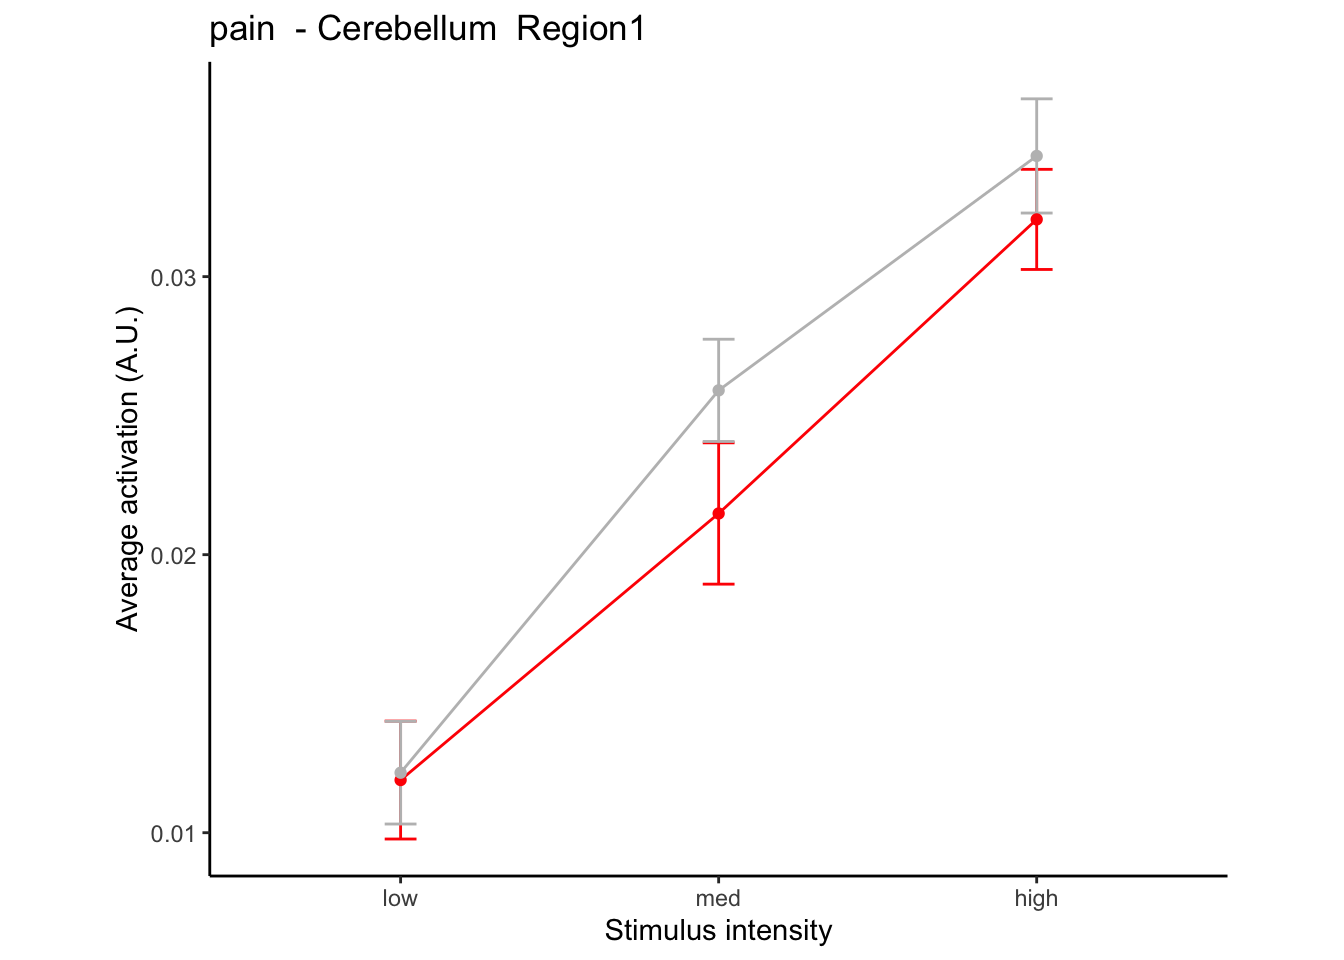 pain  - Cerebellum  Region1
Average activation (A.U.)
0.03
0.02
0.01
low med high
Stimulus intensity